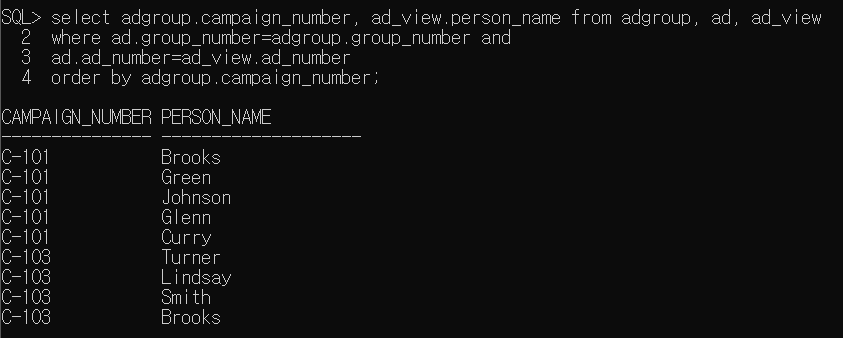 SQL> select adgroup.campaign_number, ad_view.person_name from adgroup, ad, ad_view
  2  where ad.group_number=adgroup.group_number and
  3  ad.ad_number=ad_view.ad_number
  4  order by adgroup.campaign_number;

CAMPAIGN_NUMBER PERSON_NAME
--------------- --------------------
C-101           Brooks
C-101           Green
C-101           Johnson
C-101           Glenn
C-101           Curry
C-103           Turner
C-103           Lindsay
C-103           Smith
C-103           Brooks